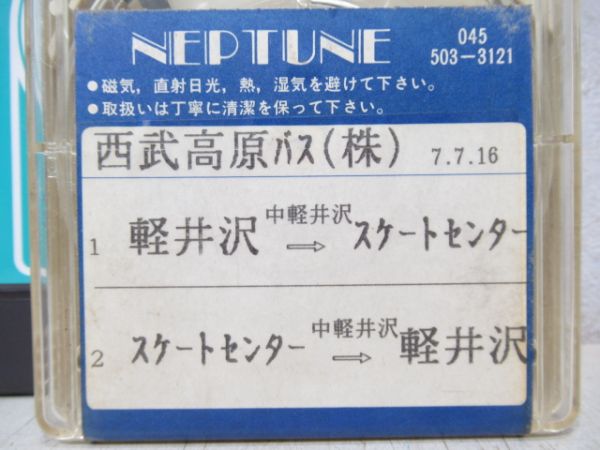 NEPTUNE
045
503-3121
●磁気，直射日光，熱，湿気を避けて下さい。
●取扱いは丁寧に清潔を保って下さい。
西武高原バス(株) 7.7.16
1 軽井沢 中軽井沢 ⇨ スケートセンター
2 スケートセンター 中軽井沢 ⇨ 軽井沢